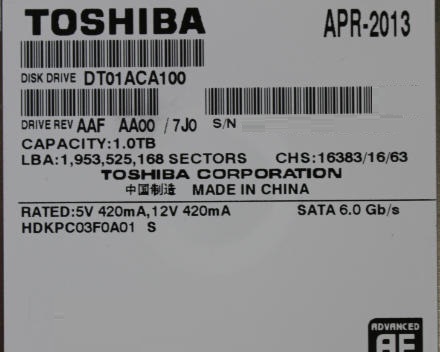 TOSHIBA APR-2013
DISK DRIVE DT01ACA100
DRIVE REV AAF AA00 / 7J0 S/N
CAPACITY:1.0TB
LBA:1,953,525,168 SECTORS CHS:16383/16/63
TOSHIBA CORPORATION
中国制造 MADE IN CHINA
RATED:5V 420mA,12V 420mA SATA 6.0 Gb/s
HDKPC03F0A01 S
ADVANCED
AF